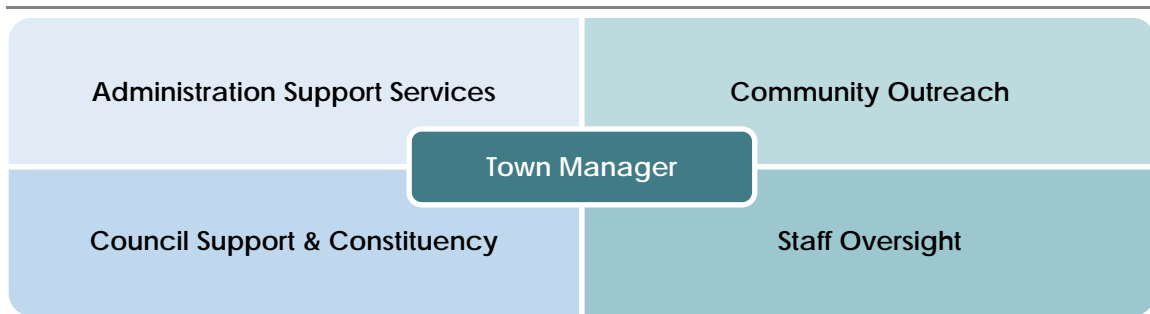 Administration Support Services
Community Outreach
Town Manager
Council Support & Constituency
Staff Oversight